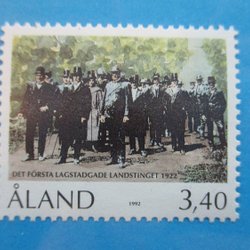 DET FÖRSTA LAGSTADGADE LANDSTINGET 1922
ÅLAND
1992
3,40